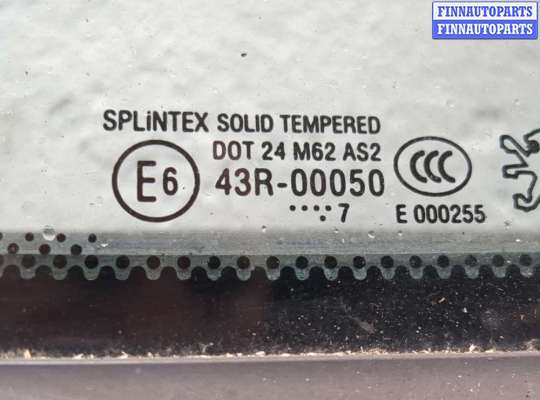 FINNAUTOPARTS
FINNAUTOPARTS
SPLiNTEX SOLID TEMPERED
DOT 24 M62 AS2
E6 43R-00050 CCC
....7 E 000255